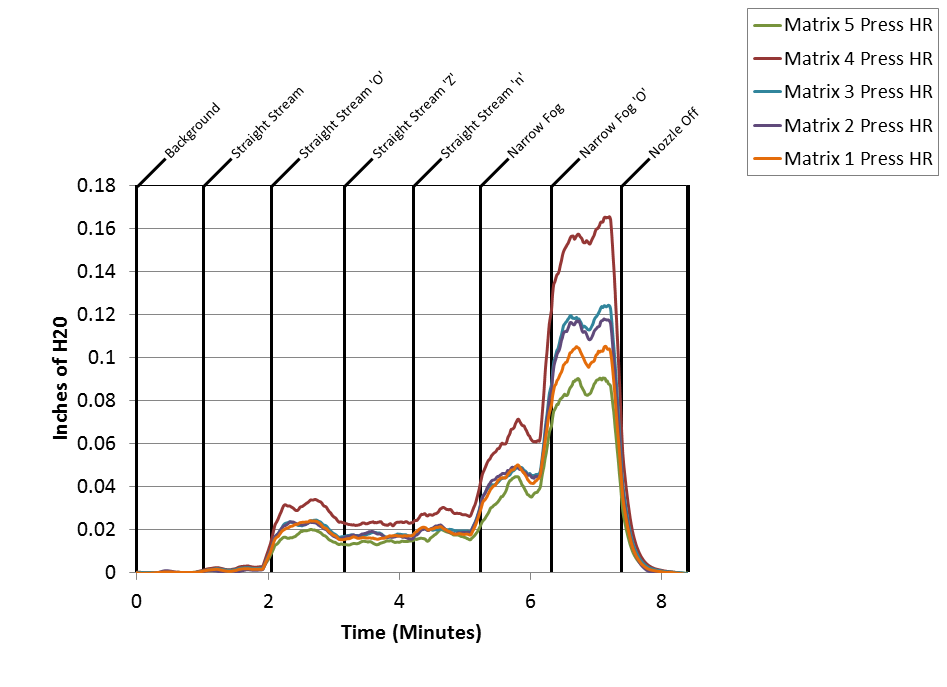 Matrix 5 Press HR
Matrix 4 Press HR
Matrix 3 Press HR
Matrix 2 Press HR
Matrix 1 Press HR
Background
Straight Stream
Straight Stream 'O'
Straight Stream 'Z'
Straight Stream 'n'
Narrow Fog
Narrow Fog 'O'
Nozzle Off
0.18
0.16
0.14
0.12
0.1
0.08
0.06
0.04
0.02
0
Inches of H20
0 2 4 6 8
Time (Minutes)